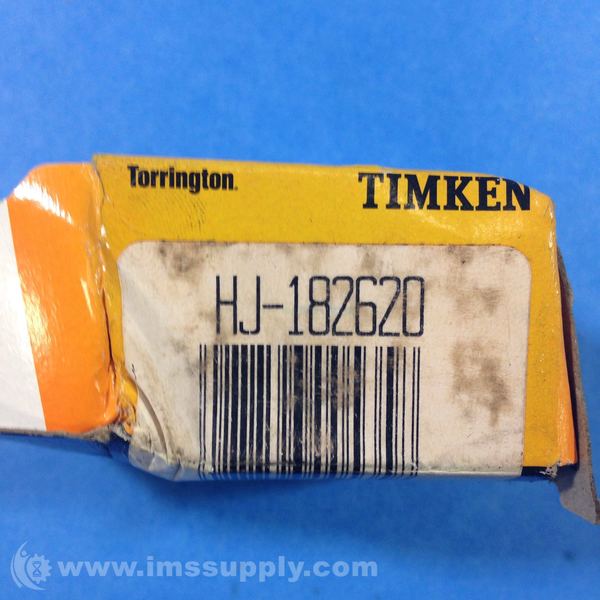 Torrington. TIMKEN
HJ-182620
www.imssupply.com